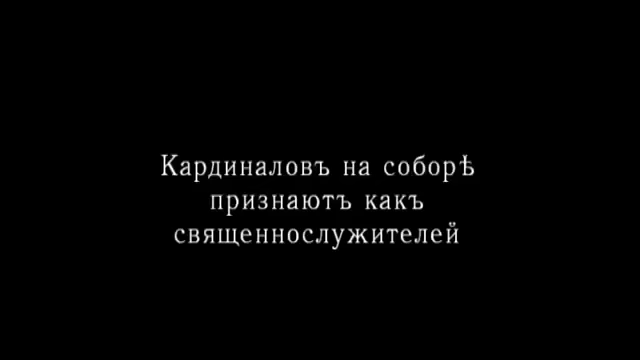 Кардиналовъ на соборѣ
признаютъ какъ
священнослужителей